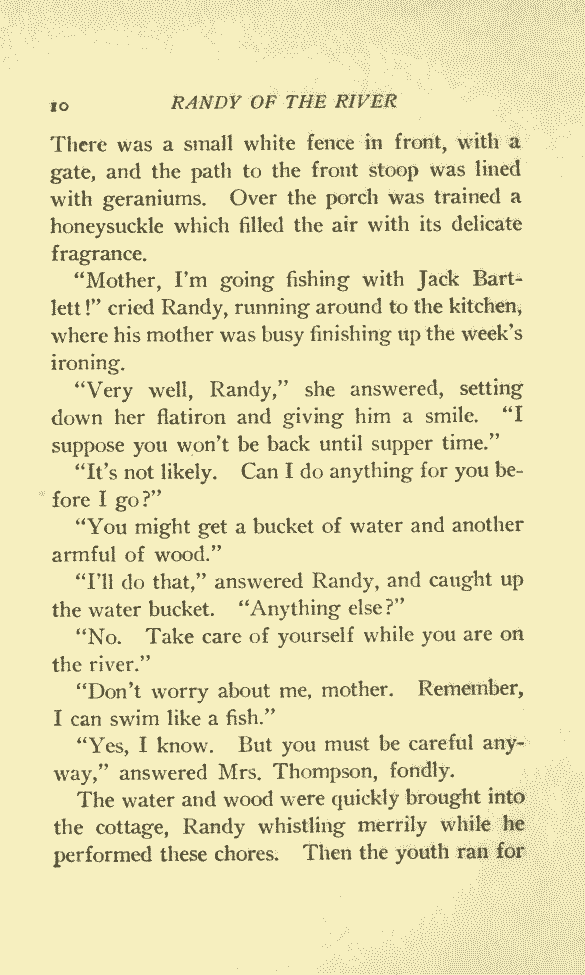 10 RANDY OF THE RIVER
There was a small white fence in front, with a
gate, and the path to the front stoop was lined
with geraniums. Over the porch was trained a
honeysuckle which filled the air with its delicate
fragrance.
"Mother, I'm going fishing with Jack Bart-
lett!" cried Randy, running around to the kitchen,
where his mother was busy finishing up the week's
ironing.
"Very well, Randy," she answered, setting
down her flatiron and giving him a smile. "I
suppose you won't be back until supper time."
"It's not likely. Can I do anything for you be-
fore I go?"
"You might get a bucket of water and another
armful of wood."
"I'll do that," answered Randy, and caught up
the water bucket. "Anything else?"
"No. Take care of yourself while you are on
the river."
"Don't worry about me, mother. Remember,
I can swim like a fish."
"Yes, I know. But you must be careful any-
way," answered Mrs. Thompson, fondly.
The water and wood were quickly brought into
the cottage, Randy whistling merrily while he
performed these chores. Then the youth ran for